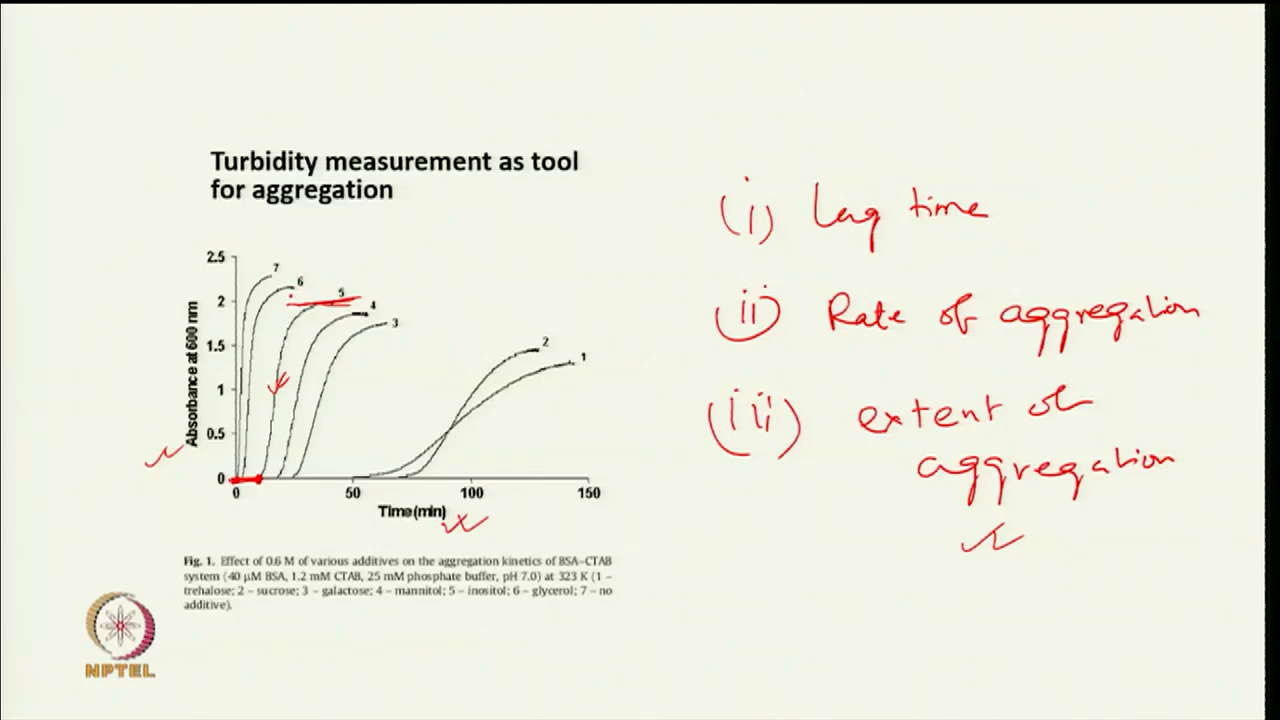 Turbidity measurement as tool
for aggregation
(i) Lag time
(ii) Rate of aggregation
(iii) extent of
aggregation
2.5
2
1.5
1
0.5
0
Absorbance at 600 nm
7
6
5
4
3
2
1
0
50
100
150
Time (min)
Fig. 1. Effect of 0.6 M of various additives on the aggregation kinetics of BSA–CTAB
system (40 μM BSA, 1.2 mM CTAB, 25 mM phosphate buffer, pH 7.0) at 323 K (1 –
trehalose; 2 – sucrose; 3 – galactose; 4 – mannitol; 5 – inositol; 6 – glycerol; 7 – no
additive).
NPTEL